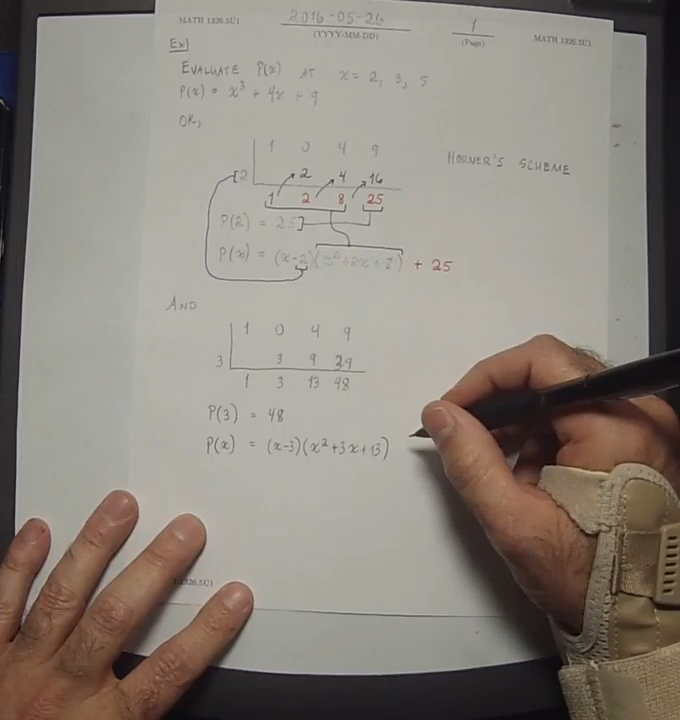 MATH 1326.SU1 2016-05-26 1 MATH 1326.SU1
(YYYY-MM-DD) (Page)
Ex1
EVALUATE P(x) AT x = 2, 3, 5
P(x) = x³ + 4x + 9
OK,
1 0 4 9
HORNER'S SCHEME
2 2 4 16
1 2 8 25
P(2) = 25
P(x) = (x-2)(x²+2x+8) + 25
AND
1 0 4 9
3 3 9 39
1 3 13 48
P(3) = 48
P(x) = (x-3)(x²+3x+13)
1326.SU1